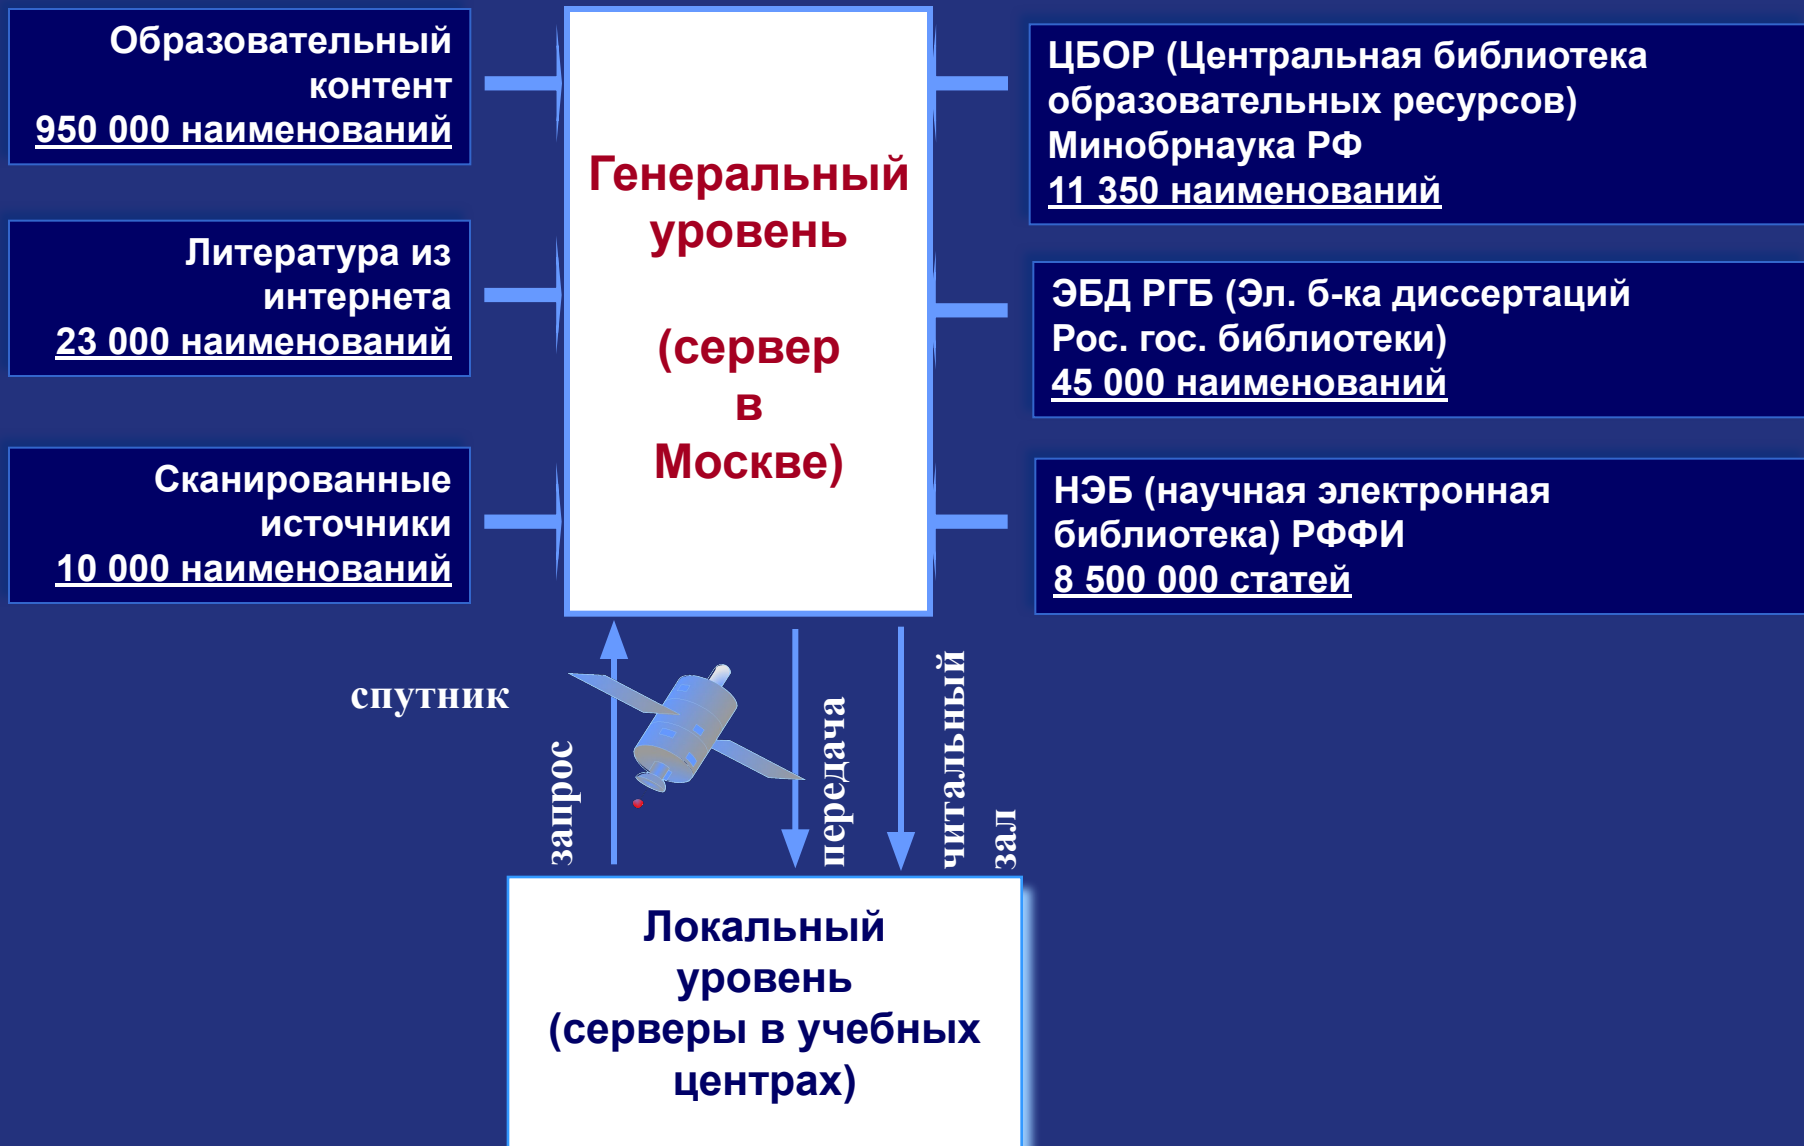 Образовательный
контент
950 000 наименований
Литература из
интернета
23 000 наименований
Сканированные
источники
10 000 наименований
Генеральный
уровень
(сервер
в
Москве)
ЦБОР (Центральная библиотека
образовательных ресурсов)
Минобрнаука РФ
11 350 наименований
ЭБД РГБ (Эл. б-ка диссертаций
Рос. гос. библиотеки)
45 000 наименований
НЭБ (научная электронная
библиотека) РФФИ
8 500 000 статей
спутник
запрос
передача
читальный
зал
Локальный
уровень
(серверы в учебных
центрах)